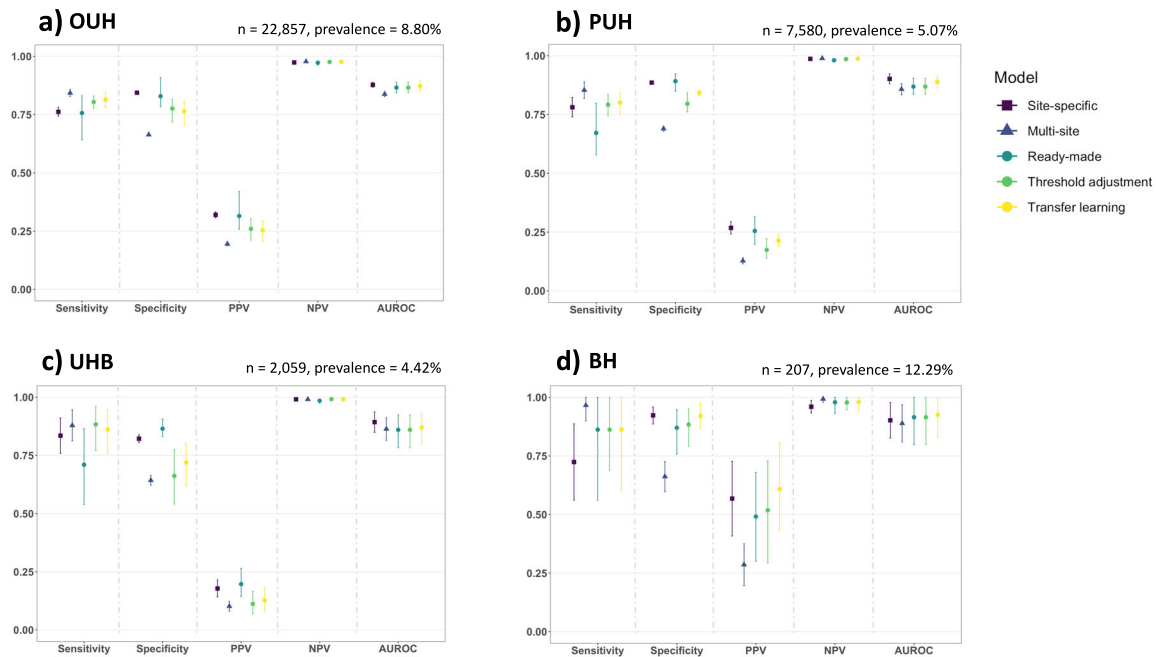 a) OUH
n = 22,857, prevalence = 8.80%
1.00
0.75
0.50
0.25
0.00
Sensitivity Specificity PPV NPV AUROC
b) PUH
n = 7,580, prevalence = 5.07%
1.00
0.75
0.50
0.25
0.00
Sensitivity Specificity PPV NPV AUROC
Model
Site-specific
Multi-site
Ready-made
Threshold adjustment
Transfer learning
c) UHB
n = 2,059, prevalence = 4.42%
1.00
0.75
0.50
0.25
0.00
Sensitivity Specificity PPV NPV AUROC
d) BH
n = 207, prevalence = 12.29%
1.00
0.75
0.50
0.25
0.00
Sensitivity Specificity PPV NPV AUROC